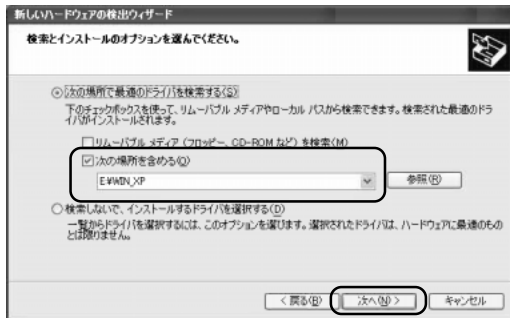 新しいハードウェアの検出ウィザード
検索とインストールのオプションを選んでください。
次の場所で最適のドライバを検索する(S)
下のチェックボックスを使って、リムーバブル メディアやローカル パスから検索できます。検索された最適のドラ
イバがインストールされます。
リムーバブル メディア (フロッピー、CD-ROM など) を検索(M)
次の場所を含める(O)
E:¥WIN_XP
参照(R)
検索しないで、インストールするドライバを選択する(D)
一覧からドライバを選択するには、このオプションを選びます。選択されたドライバは、ハードウェアに最適のもの
とは限りません。
< 戻る(B)
次へ(N) >
キャンセル